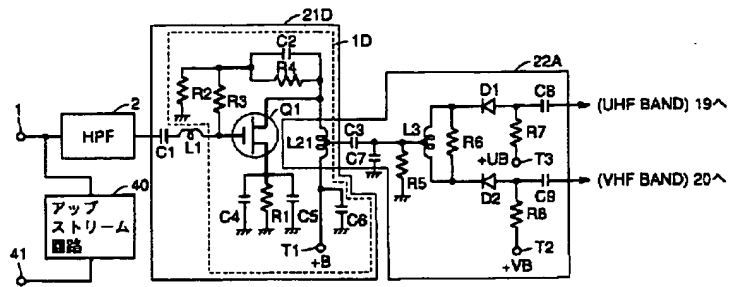 21D
1D
C2
R4
22A
1
2
HPF
C1
L1
R2
R3
Q1
L21
C3
C7
L3
R5
R6
D1
C8
(UHF BAND) 19へ
R7
+UB
T3
D2
C9
(VHF BAND) 20へ
R8
T2
+VB
40
アップ
ストリーム
回路
41
C4
R1
C5
C6
T1
+B